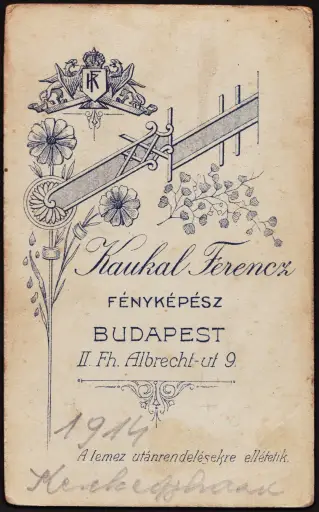 Kaukal Ferencz
FÉNYKÉPÉSZ
BUDAPEST
II. Fh. Albrecht-ut 9.
1914
A lemez utánrendelésekre eltétetik.